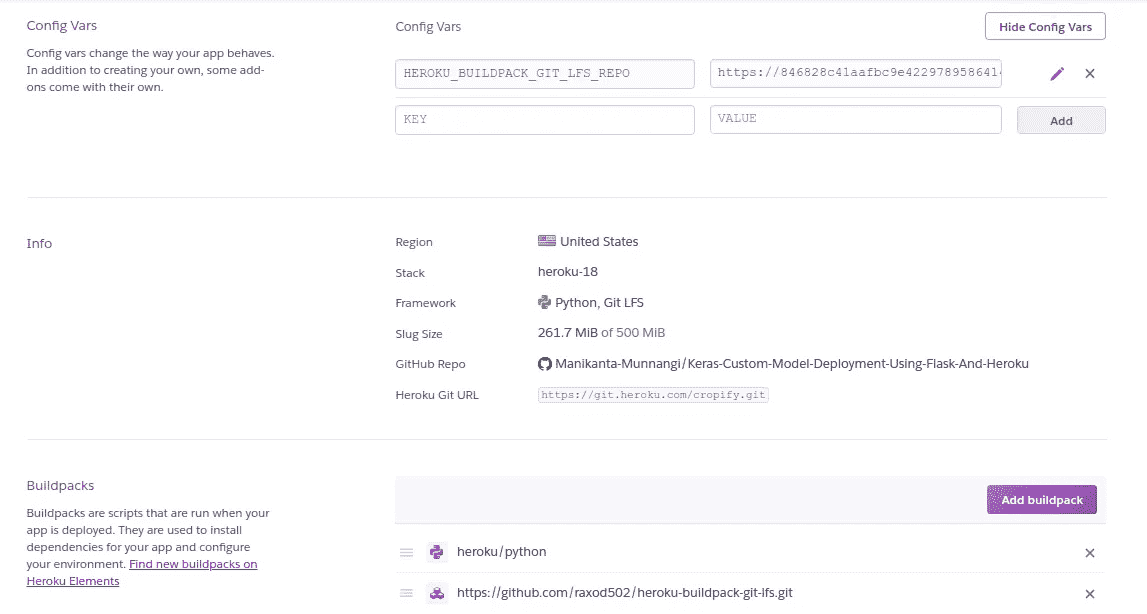 Config Vars
Config vars change the way your app behaves.
In addition to creating your own, some add-
ons come with their own.
Config Vars
Hide Config Vars
HEROKU_BUILDPACK_GIT_LFS_REPO
KEY
VALUE
Add
Info
Region
United States
Stack
heroku-18
Framework
Python, Git LFS
Slug Size
261.7 MiB of 500 MiB
GitHub Repo
Manikanta-Munnangi/Keras-Custom-Model-Deployment-Using-Flask-And-Heroku
Heroku Git URL
https://git.heroku.com/cropify.git
Buildpacks
Buildpacks are scripts that are run when your
app is deployed. They are used to install
dependencies for your app and configure
your environment. Find new buildpacks on
Heroku Elements
Add buildpack
heroku/python
https://github.com/raxod502/heroku-buildpack-git-lfs.git